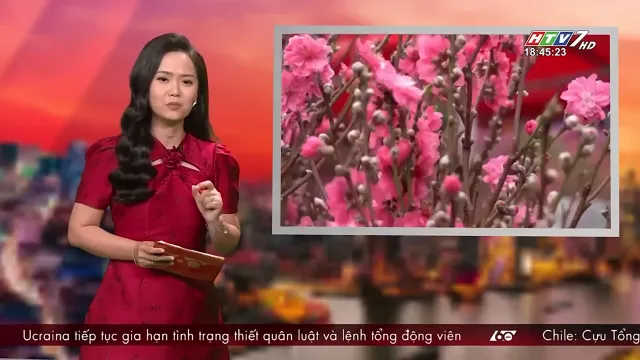 HTV7 HD
18:45:23
Ucraina tiếp tục gia hạn tình trạng thiết quân luật và lệnh tổng động viên 60 Chile: Cựu Tổng